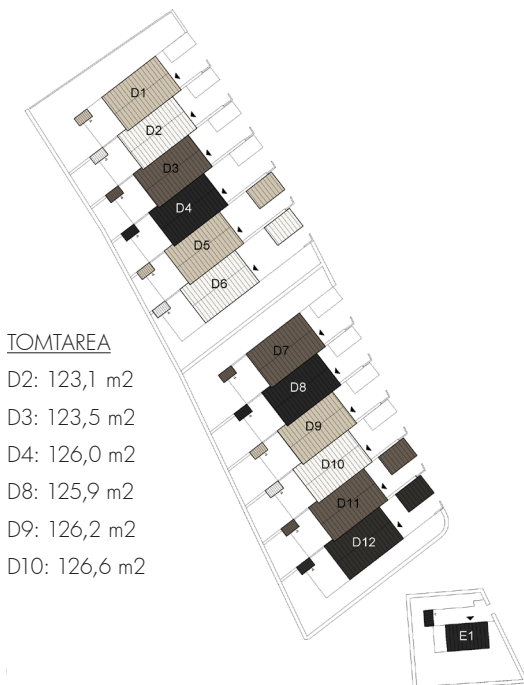 D1
D2
D3
D4
D5
D6
D7
D8
D9
D10
D11
D12
E1
TOMTAREA
D2: 123,1 m2
D3: 123,5 m2
D4: 126,0 m2
D8: 125,9 m2
D9: 126,2 m2
D10: 126,6 m2